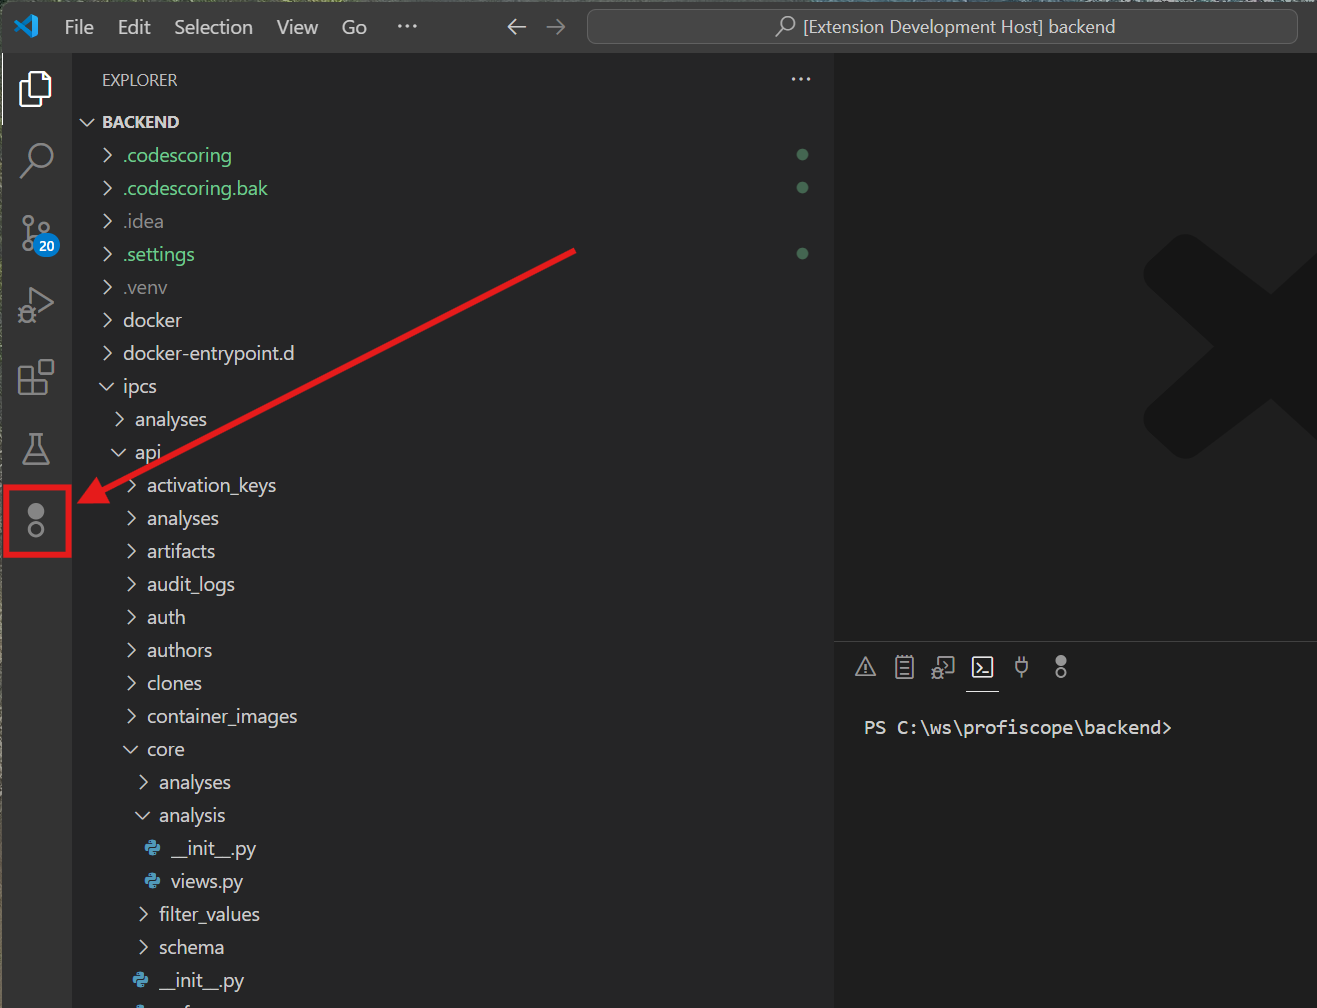 File Edit Selection View Go ··· [Extension Development Host] backend
EXPLORER
BACKEND
.codescoring
.codescoring.bak
.idea
20
.settings
.venv
docker
docker-entrypoint.d
ipcs
analyses
api
activation_keys
analyses
artifacts
audit_logs
auth
authors
clones
container_images
core
analyses
analysis
__init__.py
views.py
filter_values
schema
__init__.py
PS C:\ws\profiscope\backend>